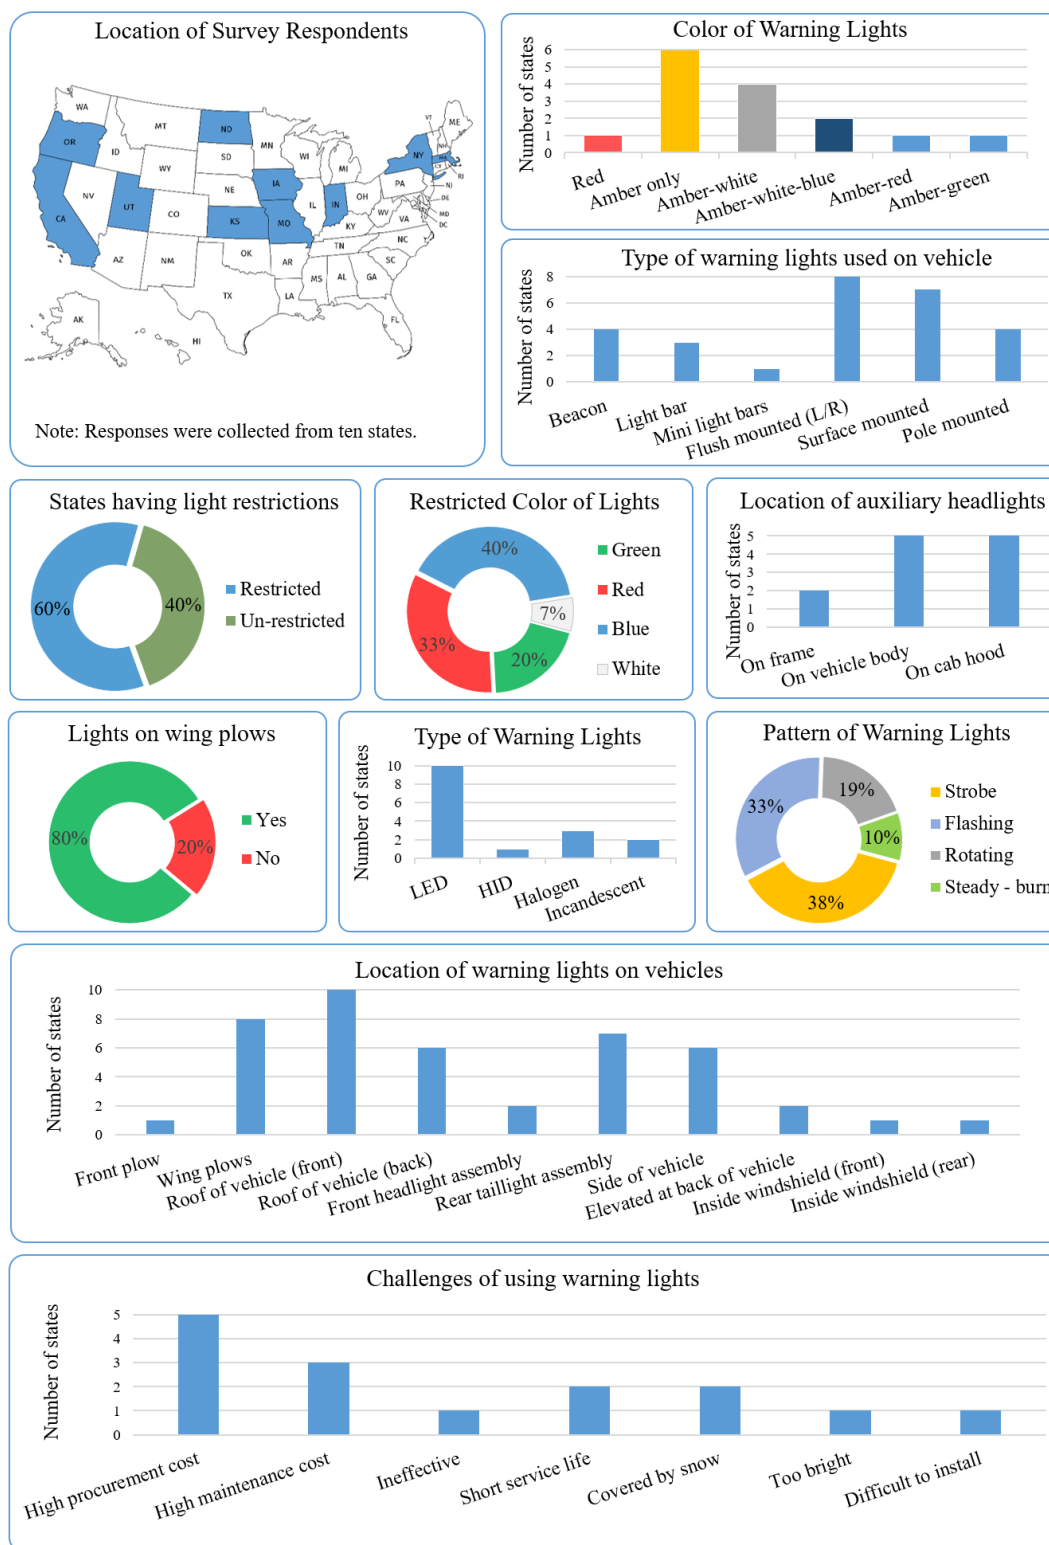 Location of Survey Respondents
WA
MT
ND
MN
OR
ID
SD
WI
MI
WY
NV
NE
IA
UT
CO
KS
MO
IL
IN
OH
PA
NY
VT
NH
ME
MA
CT
RI
NJ
DE
MD
DC
WV
VA
KY
CA
AZ
NM
OK
AR
TN
NC
SC
MS
AL
GA
TX
LA
FL
AK
HI
Note: Responses were collected from ten states.
Color of Warning Lights
Number of states
6
5
4
3
2
1
0
Red
Amber only
Amber-white
Amber-white-blue
Amber-red
Amber-green
Type of warning lights used on vehicle
Number of states
8
6
4
2
0
Beacon
Light bar
Mini light bars
Flush mounted (L/R)
Surface mounted
Pole mounted
States having light restrictions
60%
40%
Restricted
Un-restricted
Restricted Color of Lights
40%
7%
33%
20%
Green
Red
Blue
White
Location of auxiliary headlights
Number of states
5
4
3
2
1
0
On frame
On vehicle body
On cab hood
Lights on wing plows
80%
20%
Yes
No
Type of Warning Lights
Number of states
10
8
6
4
2
0
LED
HID
Halogen
Incandescent
Pattern of Warning Lights
33%
19%
10%
38%
Strobe
Flashing
Rotating
Steady - burn
Location of warning lights on vehicles
Number of states
10
8
6
4
2
0
Front plow
Wing plows
Roof of vehicle (front)
Roof of vehicle (back)
Front headlight assembly
Rear taillight assembly
Side of vehicle
Elevated at back of vehicle
Inside windshield (front)
Inside windshield (rear)
Challenges of using warning lights
Number of states
5
4
3
2
1
0
High procurement cost
High maintenance cost
Ineffective
Short service life
Covered by snow
Too bright
Difficult to install